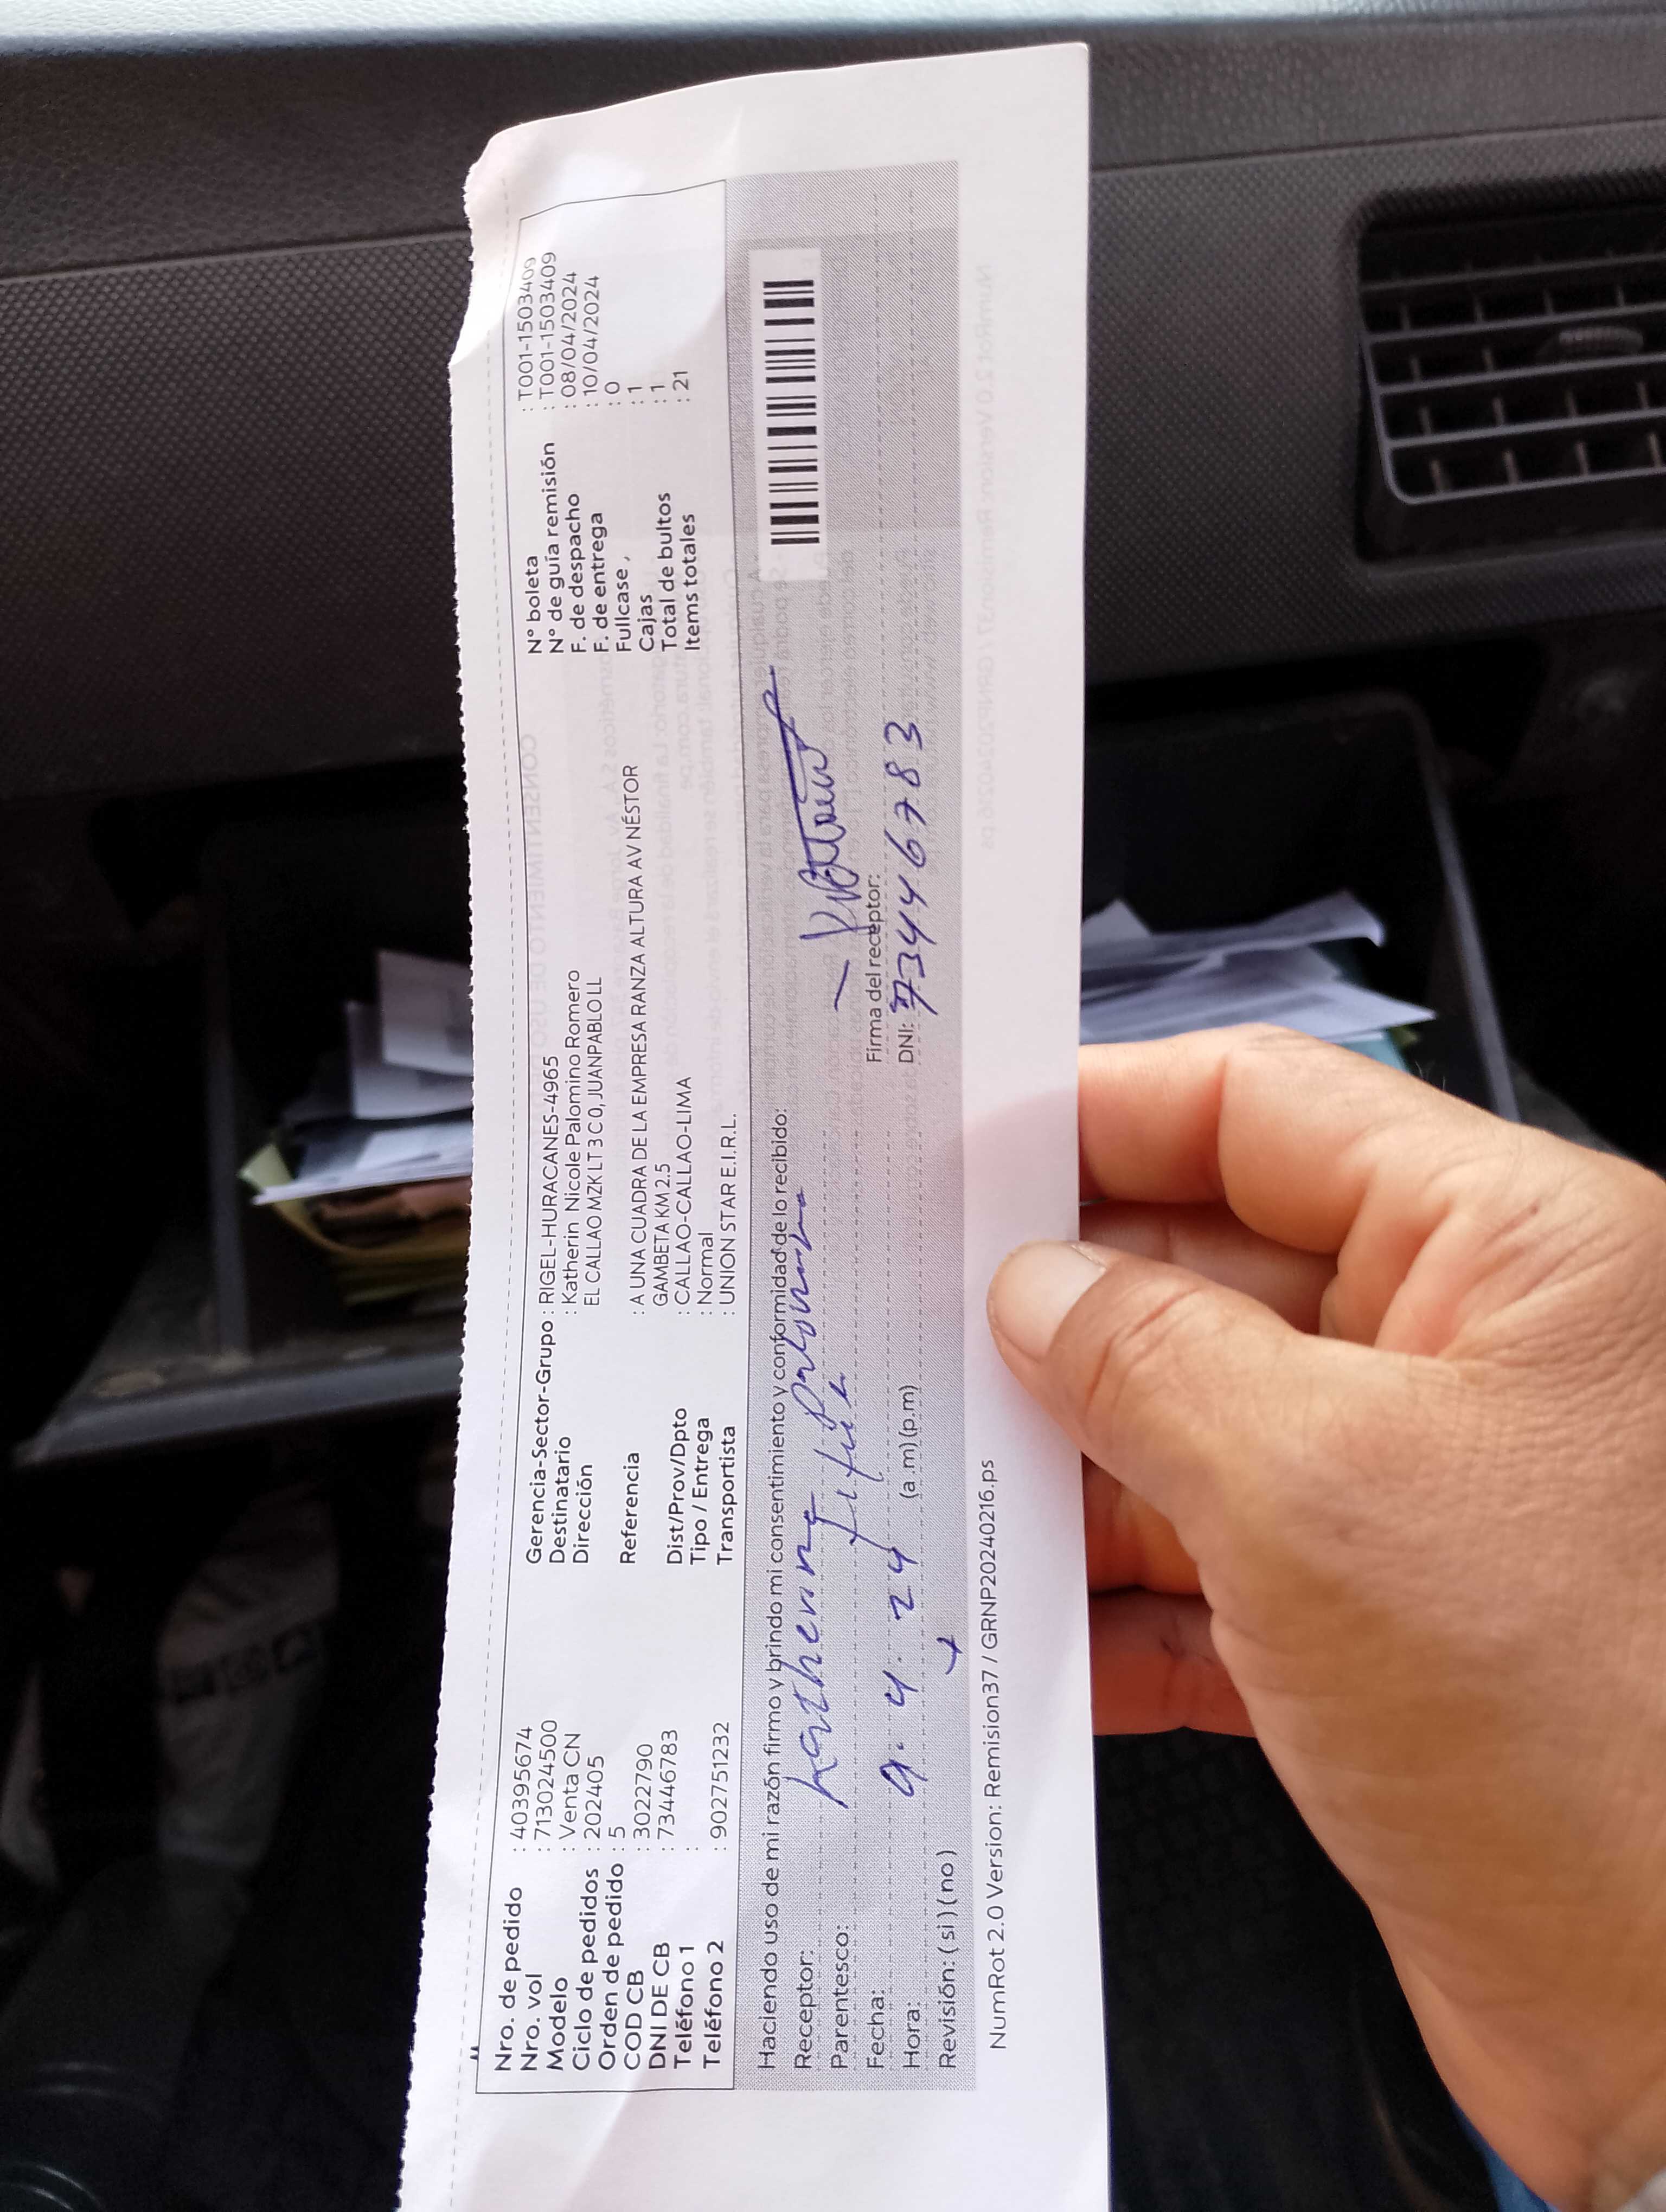 Nro. de pedido : 40395674
Nro. vol : 713024500
Modelo : Venta CN
Ciclo de pedidos : 202405
Orden de pedido : 5
COD CB : 3022790
DNI DE CB : 73446783
Teléfono 1 :
Teléfono 2 : 902751232
Gerencia-Sector-Grupo : RIGEL-HURACANES-4965
Destinatario : Katherin Nicole Palomino Romero
Dirección EL CALLAO MZK LT 3 C 0, JUANPABLO LL
Referencia : A UNA CUADRA DE LA EMPRESA RANZA ALTURA AV NÉSTOR
GAMBETA KM 2.5
Dist/Prov/Dpto : CALLAO-CALLAO-LIMA
Tipo / Entrega : Normal
Transportista : UNION STAR E.I.R.L.
N° boleta : T001-1503409
N° de guía remisión : T001-1503409
F. de despacho : 08/04/2024
F. de entrega : 10/04/2024
Fullcase , : 0
Cajas : 1
Total de bultos : 1
Items totales : 21
Haciendo uso de mi razón firmo y brindo mi consentimiento y conformidad de lo recibido:
Receptor: Katherine Palomino
Parentesco:
Fecha: 9. 4. 24
Hora: (a.m) (p.m)
Revisión: ( si ) ( no )
Firma del receptor:
DNI: 73446783
NumRot 2.0 Version: Remision37 / GRNP20240216.ps